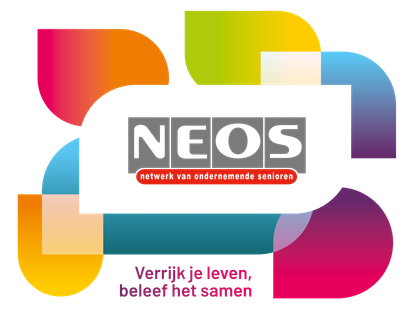 NEOS
netwerk van ondernemende senioren
Verrijk je leven,
beleef het samen